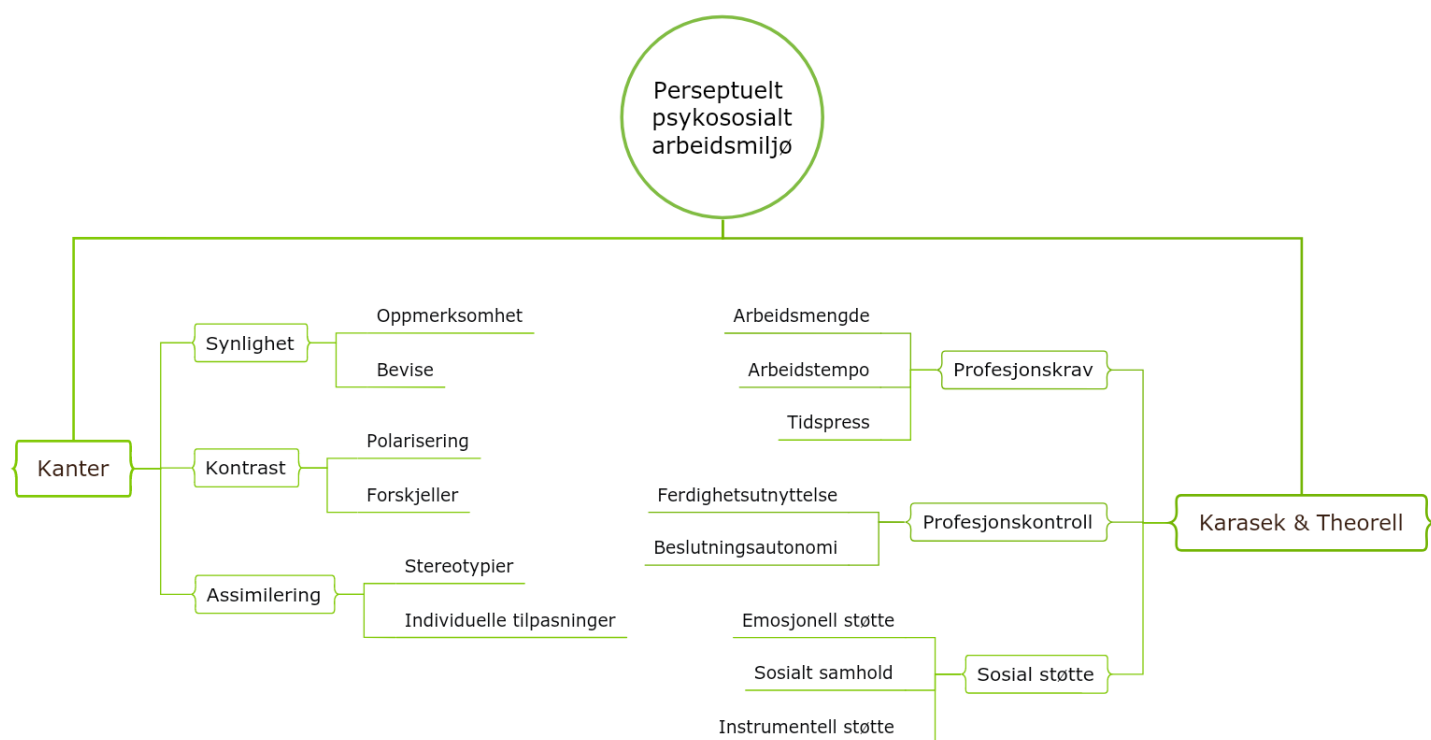 Perseptuelt
psykososialt
arbeidsmiljø
Kanter
Synlighet
Oppmerksomhet
Bevise
Kontrast
Polarisering
Forskjeller
Assimilering
Stereotypier
Individuelle tilpasninger
Karasek & Theorell
Profesjonskrav
Arbeidsmengde
Arbeidstempo
Tidspress
Profesjonskontroll
Ferdighetsutnyttelse
Beslutningsautonomi
Sosial støtte
Emosjonell støtte
Sosialt samhold
Instrumentell støtte